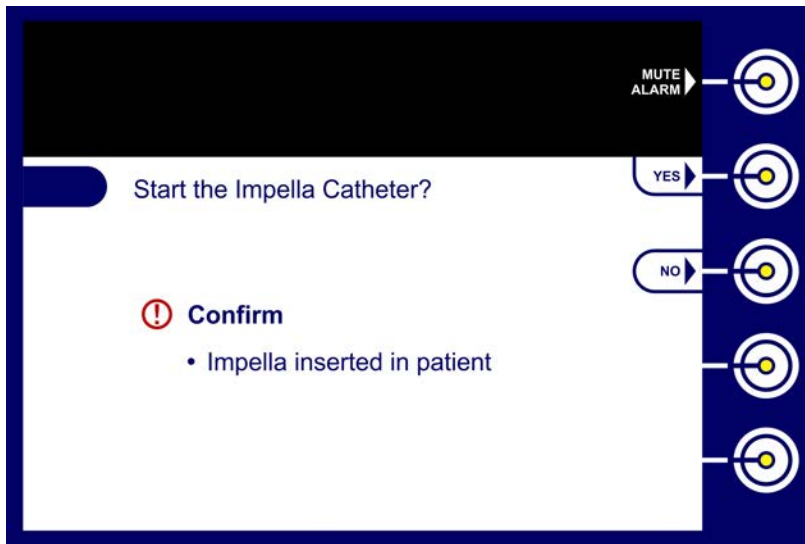 MUTE
ALARM
YES
Start the Impella Catheter?
NO
! Confirm
• Impella inserted in patient